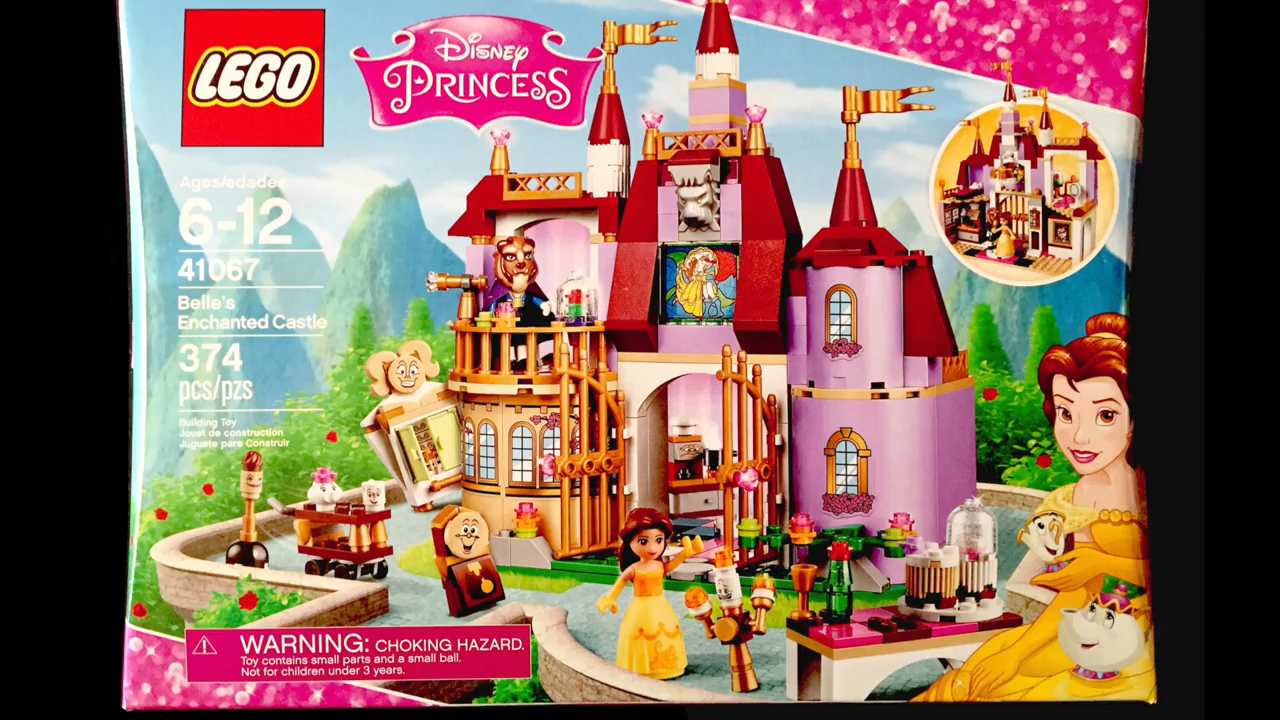 LEGO
Disney
PRINCESS
Ages/edades
6-12
41067
Belle's
Enchanted Castle
374
pcs/pzs
Building Toy
Jouet de construction
Juguete para Construir
WARNING: CHOKING HAZARD.
Toy contains small parts and a small ball.
Not for children under 3 years.